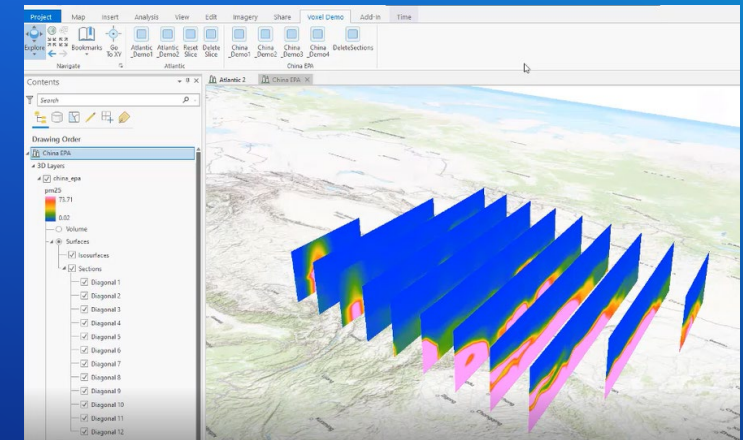 Project Map Insert Analysis View Edit Imagery Share Voxel Demo Add-In Time
Explore Bookmarks Go To XY Atlantic _Demo1 Atlantic _Demo2 Reset Slice Delete Slice China _Demo1 China _Demo2 China _Demo3 China _Demo4 DeleteSections
Navigate Atlantic China EPA
Contents
Atlantic 2 China EPA
Search
Drawing Order
China EPA
3D Layers
china_epa
pm25
73.71
0.02
Volume
Surfaces
Isosurfaces
Sections
Diagonal 1
Diagonal 2
Diagonal 3
Diagonal 4
Diagonal 5
Diagonal 6
Diagonal 7
Diagonal 8
Diagonal 9
Diagonal 10
Diagonal 11
Diagonal 12